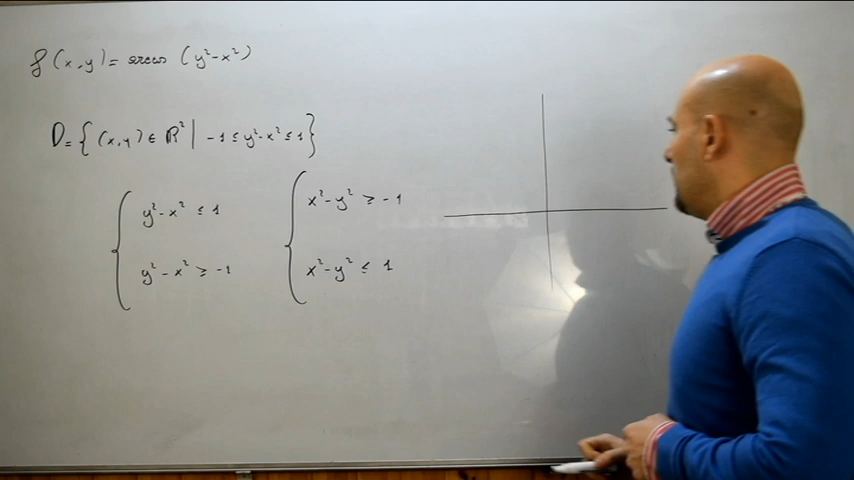 f(x,y) = arccos (y²-x²)
D = { (x,y) ∈ ℝ² | -1 ≤ y²-x² ≤ 1 }
{ y²-x² ≤ 1
y²-x² ≥ -1
{ x²-y² ≥ -1
x²-y² ≤ 1